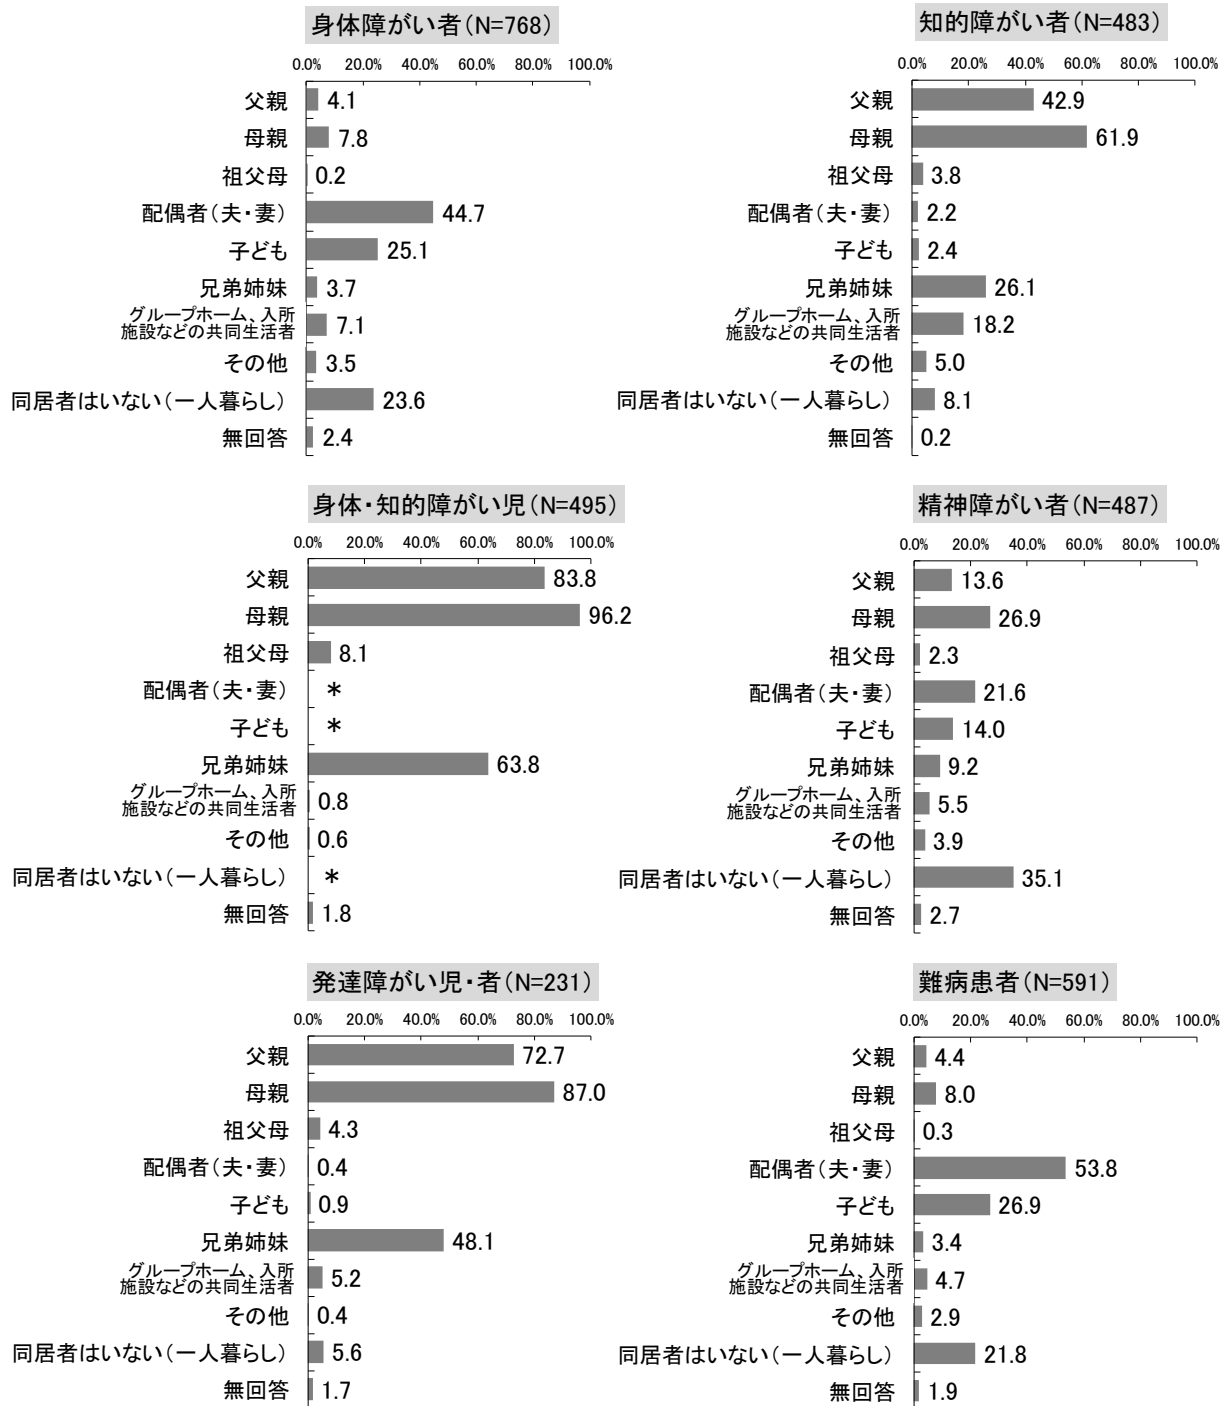 身体障がい者(N=768)
0.0% 20.0% 40.0% 60.0% 80.0% 100.0%
父親 4.1
母親 7.8
祖父母 0.2
配偶者(夫・妻) 44.7
子ども 25.1
兄弟姉妹 3.7
グループホーム、入所
施設などの共同生活者 7.1
その他 3.5
同居者はいない(一人暮らし) 23.6
無回答 2.4
知的障がい者(N=483)
0.0% 20.0% 40.0% 60.0% 80.0% 100.0%
父親 42.9
母親 61.9
祖父母 3.8
配偶者(夫・妻) 2.2
子ども 2.4
兄弟姉妹 26.1
グループホーム、入所
施設などの共同生活者 18.2
その他 5.0
同居者はいない(一人暮らし) 8.1
無回答 0.2
身体・知的障がい児(N=495)
0.0% 20.0% 40.0% 60.0% 80.0% 100.0%
父親 83.8
母親 96.2
祖父母 8.1
配偶者(夫・妻) *
子ども *
兄弟姉妹 63.8
グループホーム、入所
施設などの共同生活者 0.8
その他 0.6
同居者はいない(一人暮らし) *
無回答 1.8
精神障がい者(N=487)
0.0% 20.0% 40.0% 60.0% 80.0% 100.0%
父親 13.6
母親 26.9
祖父母 2.3
配偶者(夫・妻) 21.6
子ども 14.0
兄弟姉妹 9.2
グループホーム、入所
施設などの共同生活者 5.5
その他 3.9
同居者はいない(一人暮らし) 35.1
無回答 2.7
発達障がい児・者(N=231)
0.0% 20.0% 40.0% 60.0% 80.0% 100.0%
父親 72.7
母親 87.0
祖父母 4.3
配偶者(夫・妻) 0.4
子ども 0.9
兄弟姉妹 48.1
グループホーム、入所
施設などの共同生活者 5.2
その他 0.4
同居者はいない(一人暮らし) 5.6
無回答 1.7
難病患者(N=591)
0.0% 20.0% 40.0% 60.0% 80.0% 100.0%
父親 4.4
母親 8.0
祖父母 0.3
配偶者(夫・妻) 53.8
子ども 26.9
兄弟姉妹 3.4
グループホーム、入所
施設などの共同生活者 4.7
その他 2.9
同居者はいない(一人暮らし) 21.8
無回答 1.9